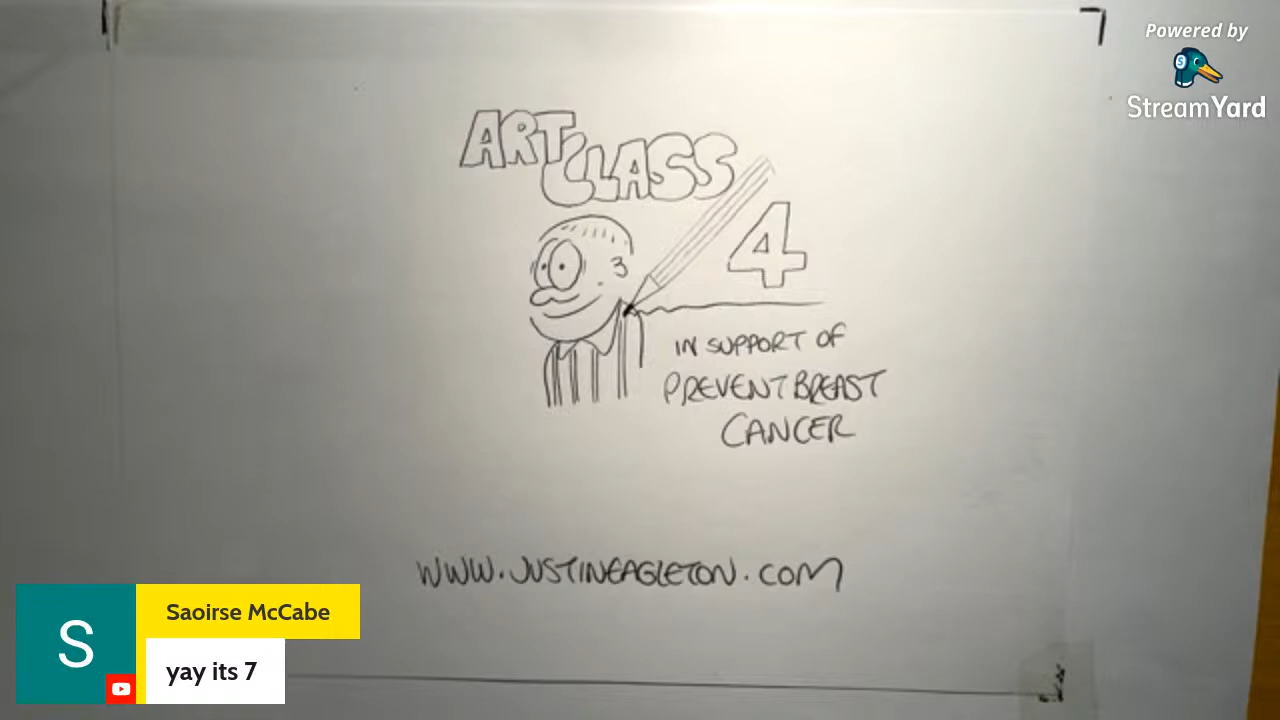 Powered by
StreamYard
ART CLASS
4
IN SUPPORT OF
PREVENT BREAST
CANCER
WWW.JUSTINEAGLETON.COM
S
Saoirse McCabe
yay its 7